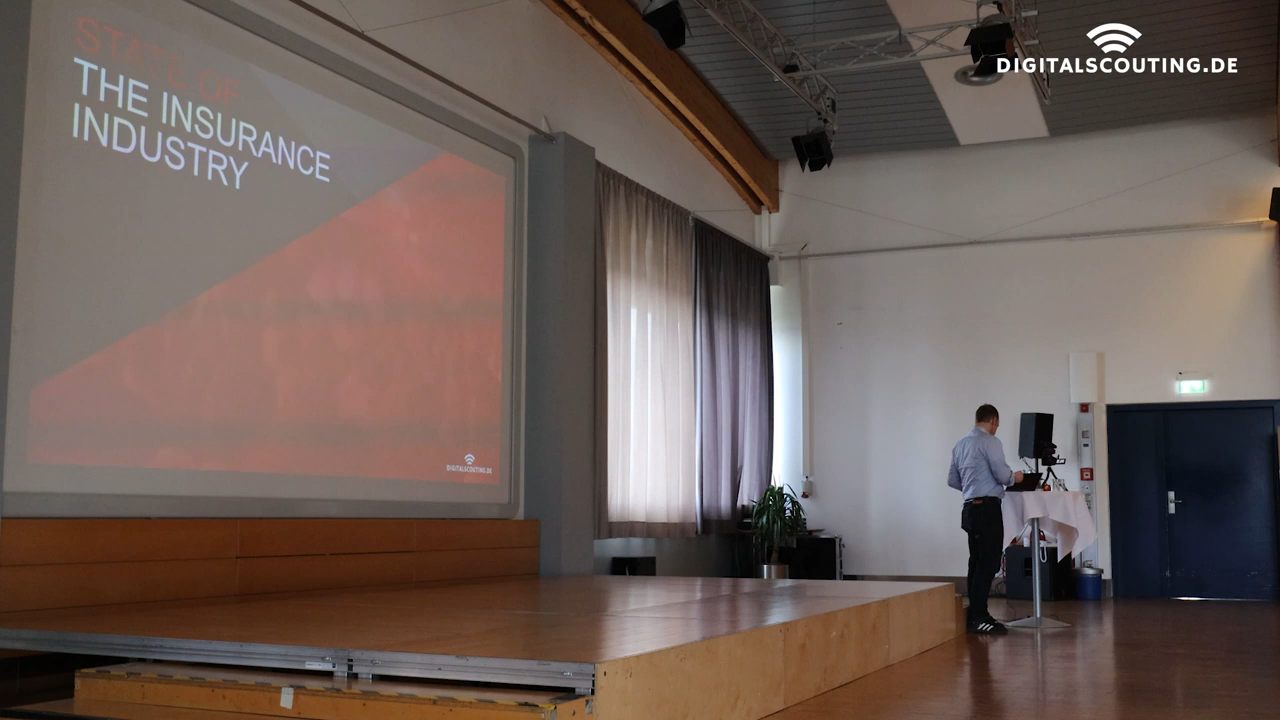 STATE OF
THE INSURANCE
INDUSTRY
DIGITALSCOUTING.DE
DIGITALSCOUTING.DE